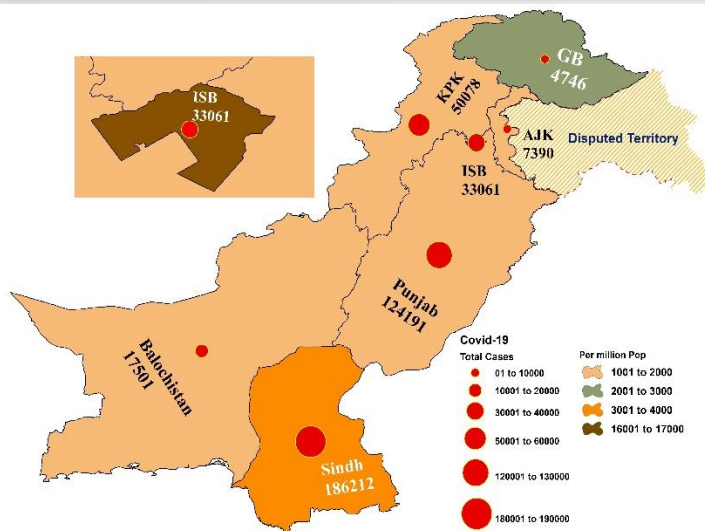 ISB
33061
GB
4746
KPK
50078
AJK
7390
Disputed Territory
ISB
33061
Punjab
124191
Balochistan
17501
Sindh
186212
Covid-19
Total Cases
01 to 10000
10001 to 20000
30001 to 40000
50001 to 60000
120001 to 130000
180001 to 190000
Per million Pop
1001 to 2000
2001 to 3000
3001 to 4000
16001 to 17000